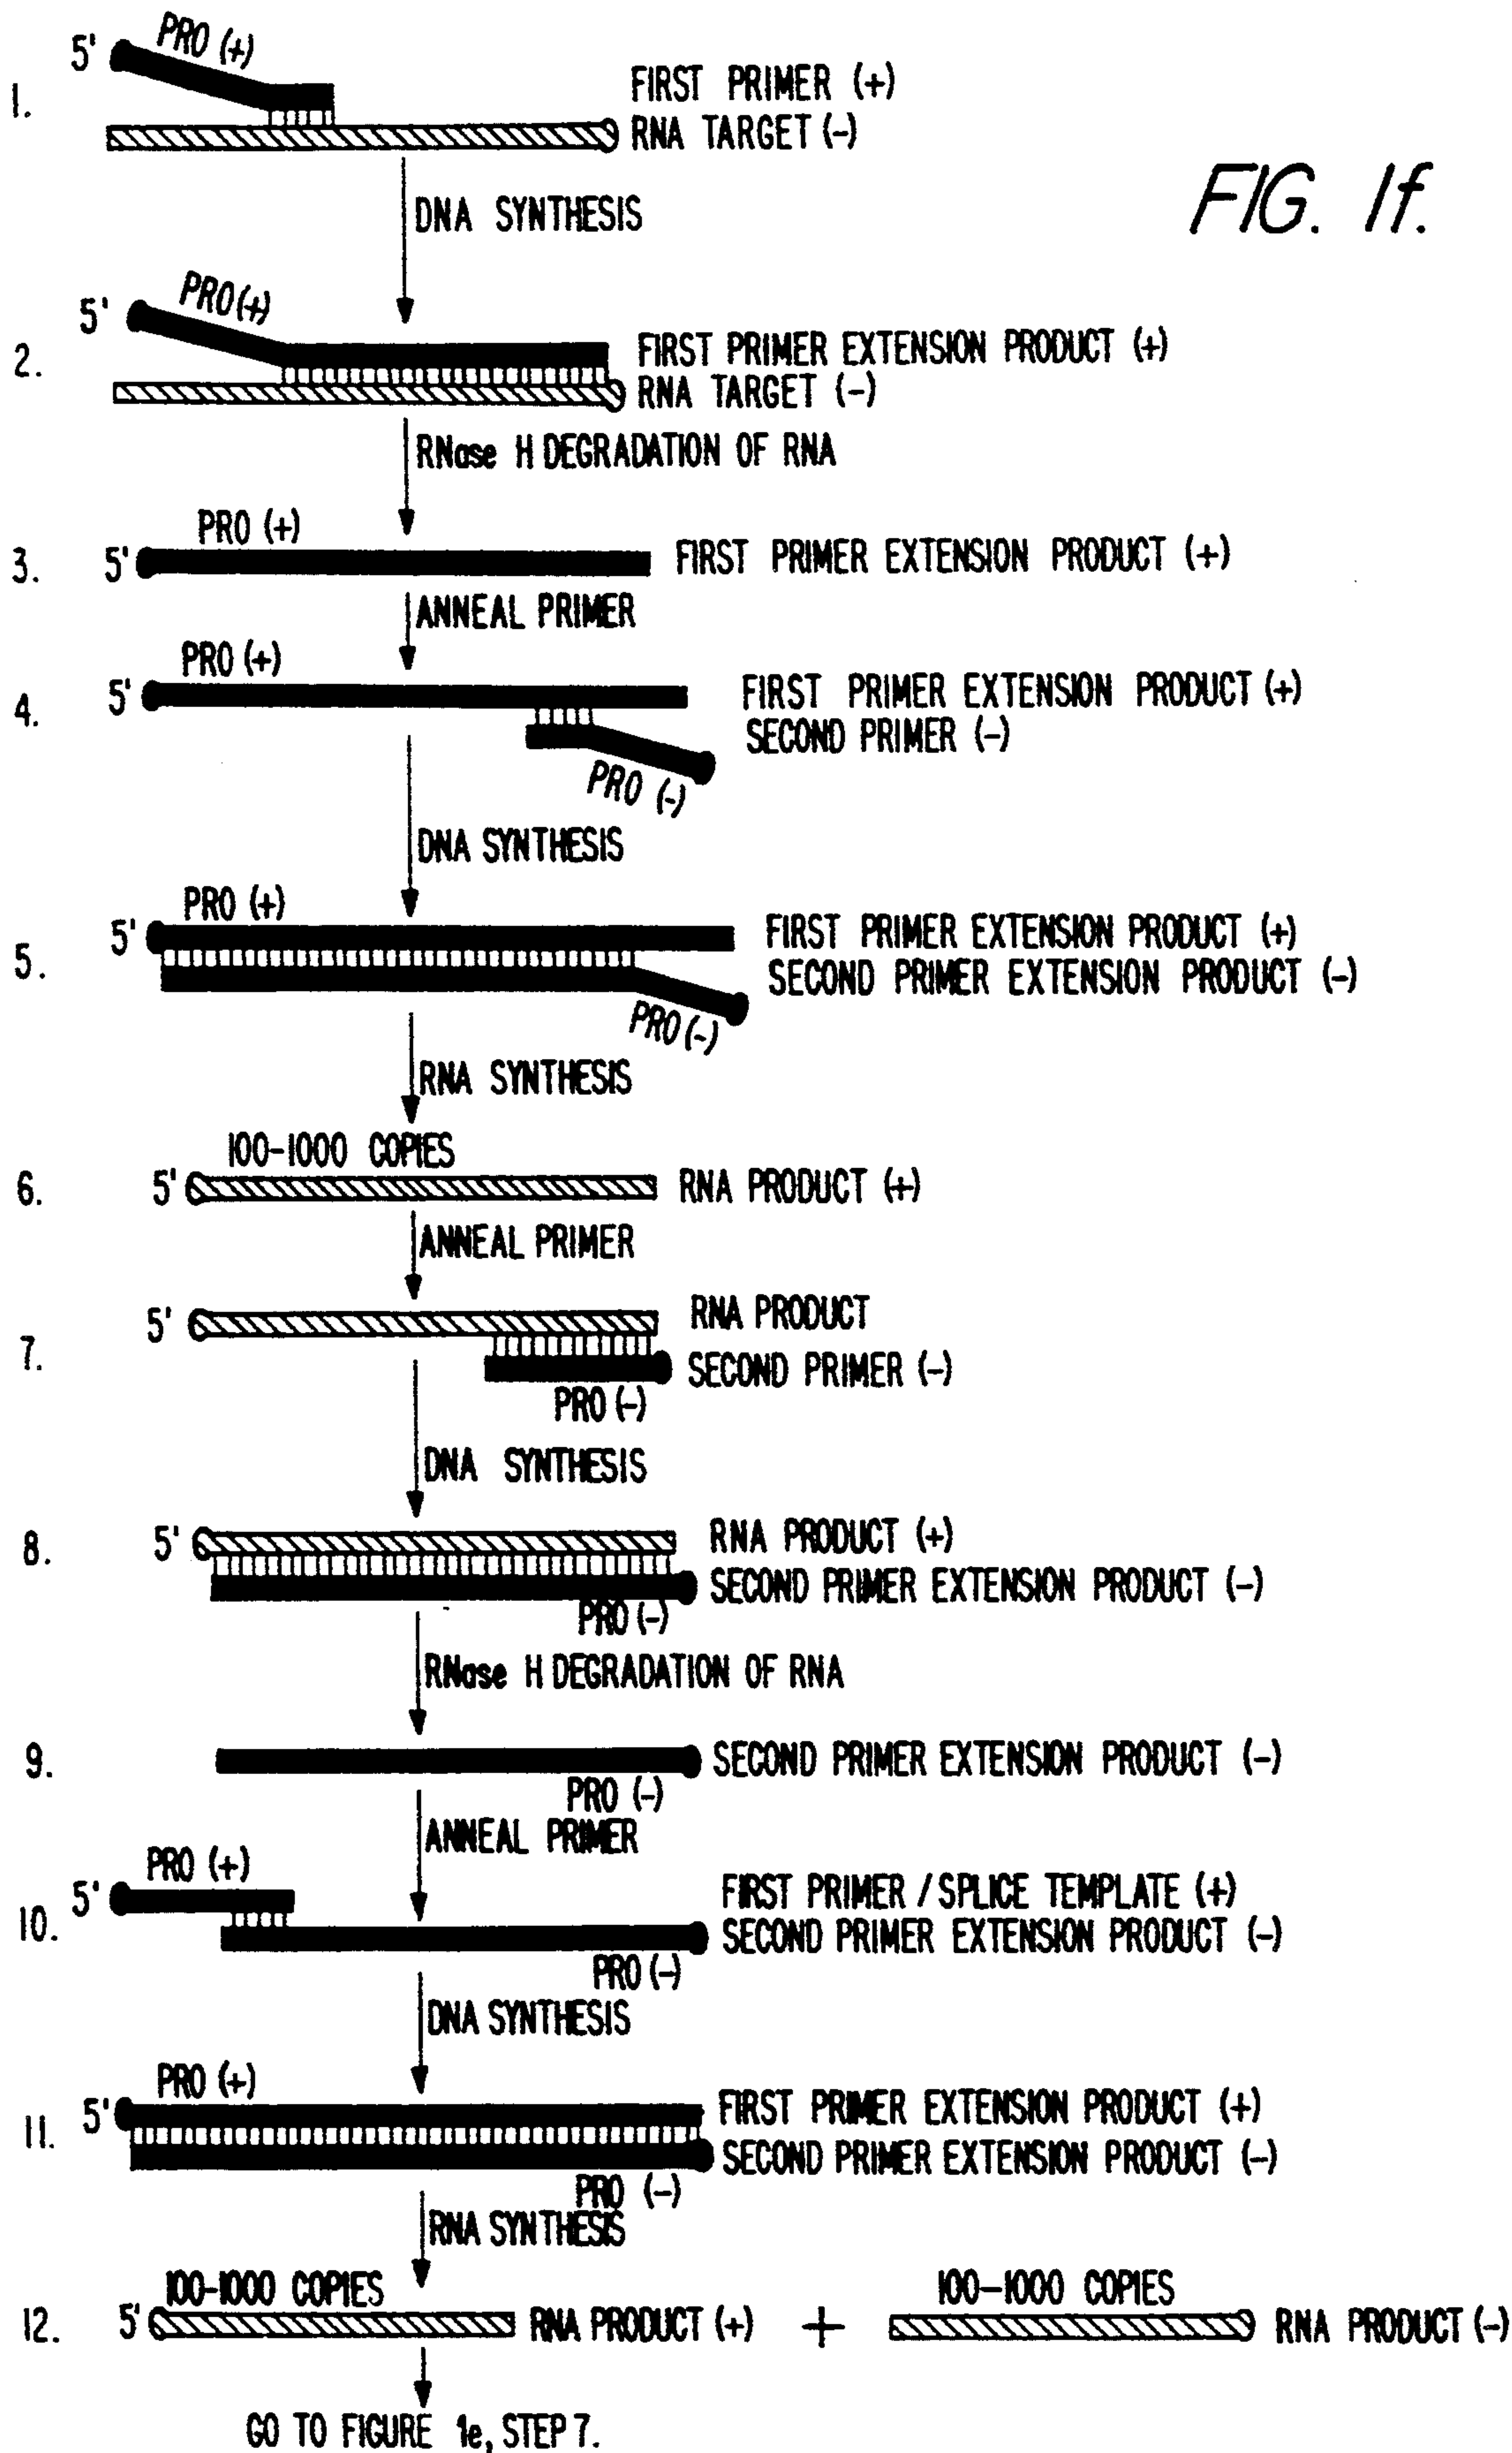 FIG. 1f.
1.
5' PRO (+)
FIRST PRIMER (+)
RNA TARGET (-)
DNA SYNTHESIS
2.
5' PRO (+)
FIRST PRIMER EXTENSION PRODUCT (+)
RNA TARGET (-)
RNase H DEGRADATION OF RNA
3.
PRO (+)
5' FIRST PRIMER EXTENSION PRODUCT (+)
ANNEAL PRIMER
4.
PRO (+)
5' FIRST PRIMER EXTENSION PRODUCT (+)
SECOND PRIMER (-)
PRO (-)
DNA SYNTHESIS
5.
PRO (+)
5' FIRST PRIMER EXTENSION PRODUCT (+)
SECOND PRIMER EXTENSION PRODUCT (-)
PRO (-)
RNA SYNTHESIS
100-1000 COPIES
6. 5' RNA PRODUCT (+)
ANNEAL PRIMER
7.
5' RNA PRODUCT
SECOND PRIMER (-)
PRO (-)
DNA SYNTHESIS
8.
5' RNA PRODUCT (+)
SECOND PRIMER EXTENSION PRODUCT (-)
PRO (-)
RNase H DEGRADATION OF RNA
9. SECOND PRIMER EXTENSION PRODUCT (-)
PRO (-)
ANNEAL PRIMER
10.
PRO (+)
5' FIRST PRIMER / SPLICE TEMPLATE (+)
SECOND PRIMER EXTENSION PRODUCT (-)
PRO (-)
DNA SYNTHESIS
11.
PRO (+)
5' FIRST PRIMER EXTENSION PRODUCT (+)
SECOND PRIMER EXTENSION PRODUCT (-)
PRO (-)
RNA SYNTHESIS
100-1000 COPIES 100-1000 COPIES
12. 5' RNA PRODUCT (+) + RNA PRODUCT (-)
GO TO FIGURE 1e, STEP 7.